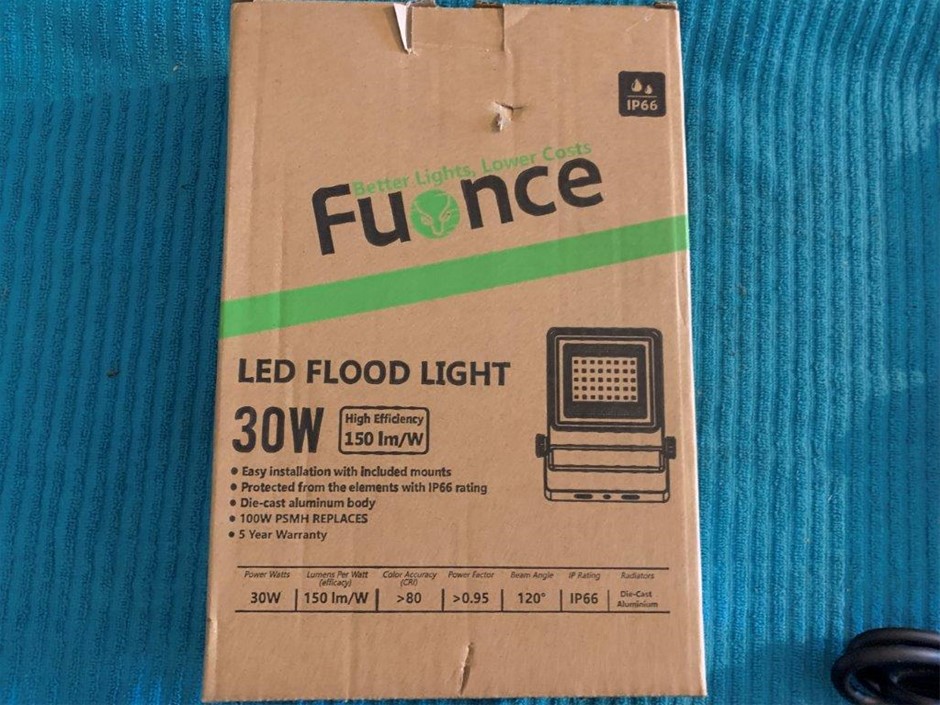 IP66
Better Lights, Lower Costs
Fuonce
LED FLOOD LIGHT
30W
High Efficiency
150 lm/W
• Easy installation with included mounts
• Protected from the elements with IP66 rating
• Die-cast aluminum body
• 100W PSMH REPLACES
• 5 Year Warranty
Power Watts Lumens Per Watt Color Accuracy Power Factor Beam Angle IP Rating Radiators
(efficacy) (CRI)
30W 150 lm/W >80 >0.95 120° IP66 Die-Cast
Aluminium